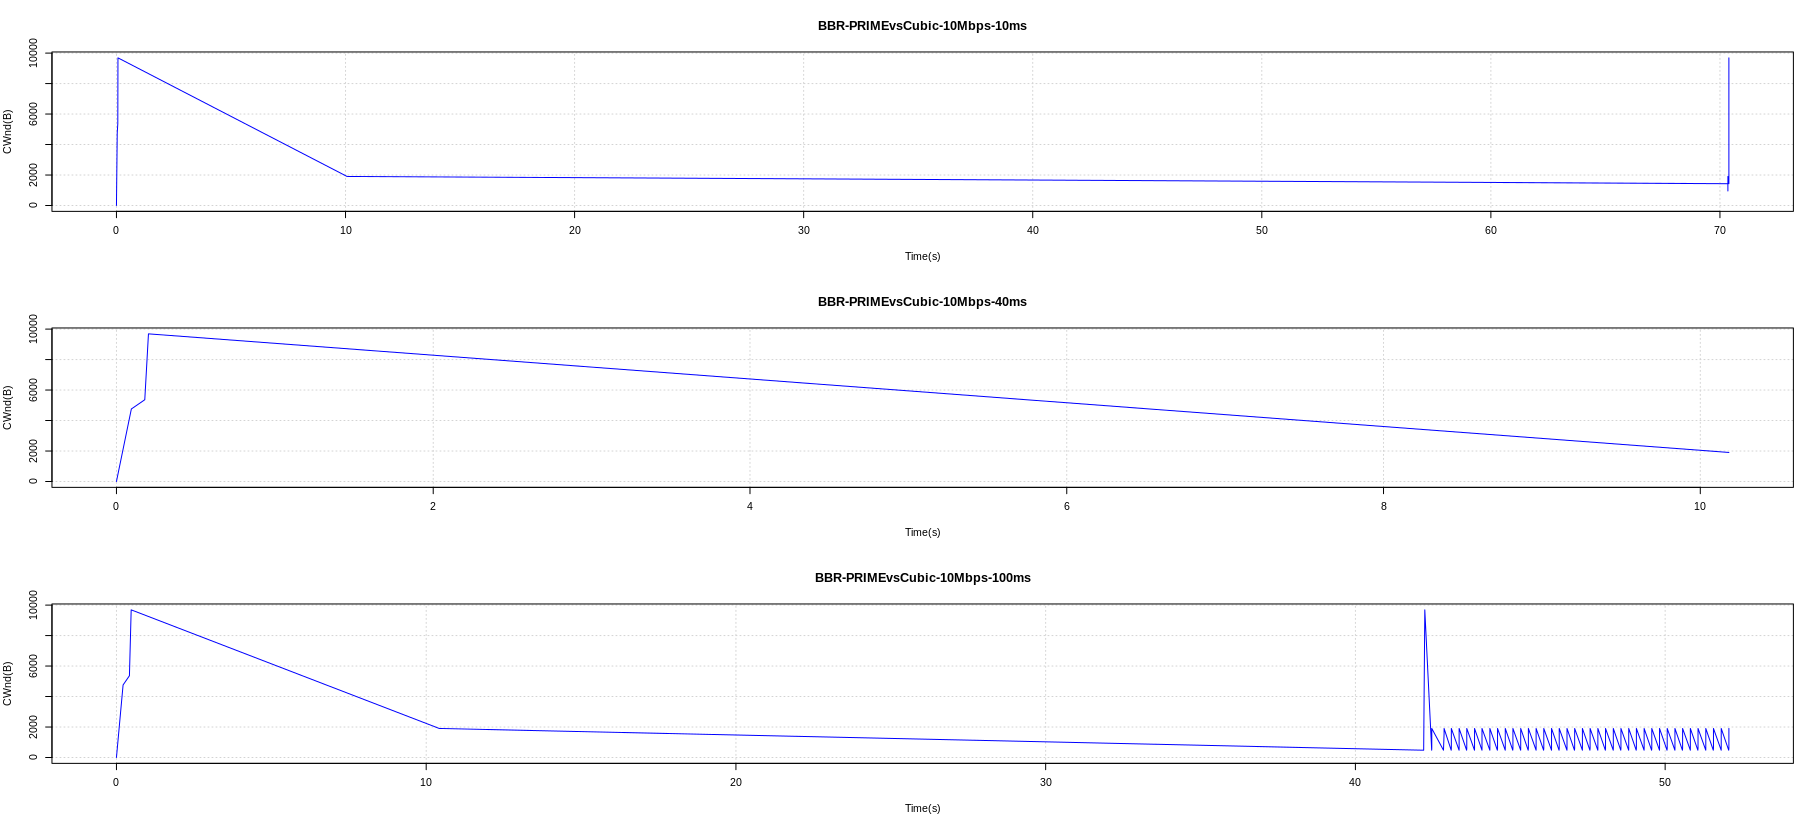 BBR-PRIMEvsCubic-10Mbps-10ms
CWnd(B)
10000
6000
2000
0
0 10 20 30 40 50 60 70
Time(s)
BBR-PRIMEvsCubic-10Mbps-40ms
CWnd(B)
10000
6000
2000
0
0 2 4 6 8 10
Time(s)
BBR-PRIMEvsCubic-10Mbps-100ms
CWnd(B)
10000
6000
2000
0
0 10 20 30 40 50
Time(s)